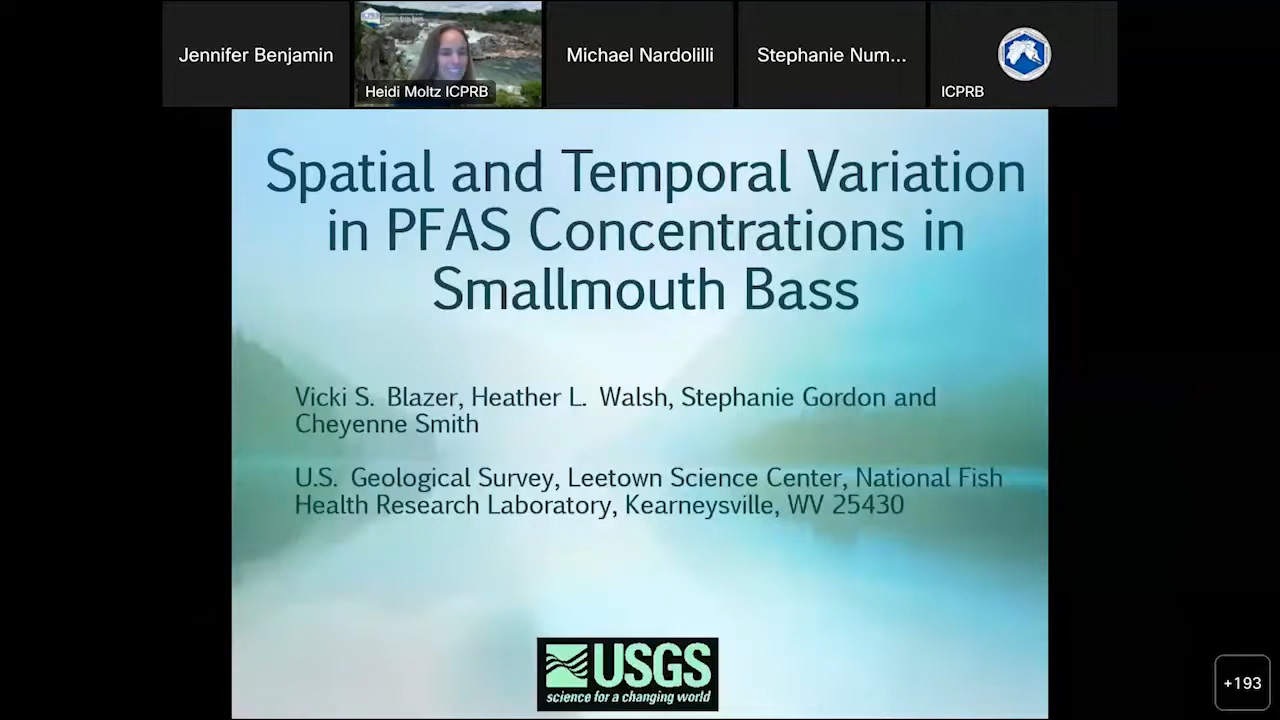 Jennifer Benjamin
Heidi Moltz ICPRB
Michael Nardolilli
Stephanie Num...
ICPRB
Spatial and Temporal Variation
in PFAS Concentrations in
Smallmouth Bass
Vicki S. Blazer, Heather L. Walsh, Stephanie Gordon and
Cheyenne Smith
U.S. Geological Survey, Leetown Science Center, National Fish
Health Research Laboratory, Kearneysville, WV 25430
USGS
science for a changing world
+193